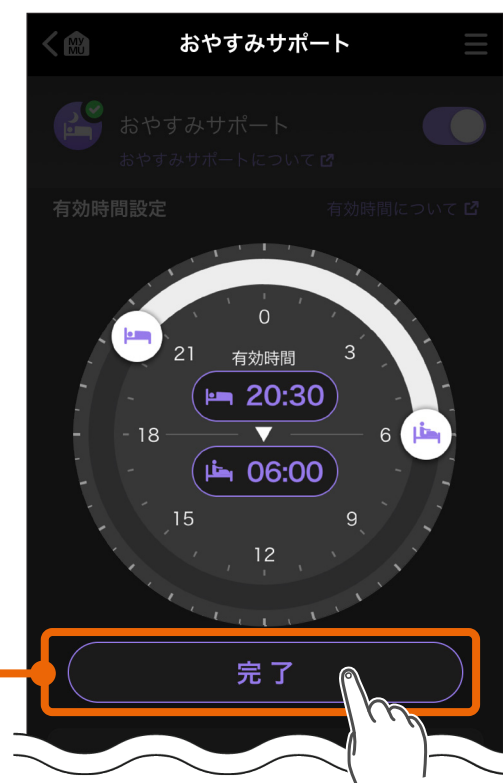 MY
MU
おやすみサポート
おやすみサポート
おやすみサポートについて
有効時間設定
有効時間について
0
21
3
有効時間
20:30
18
6
06:00
15
9
12
完了